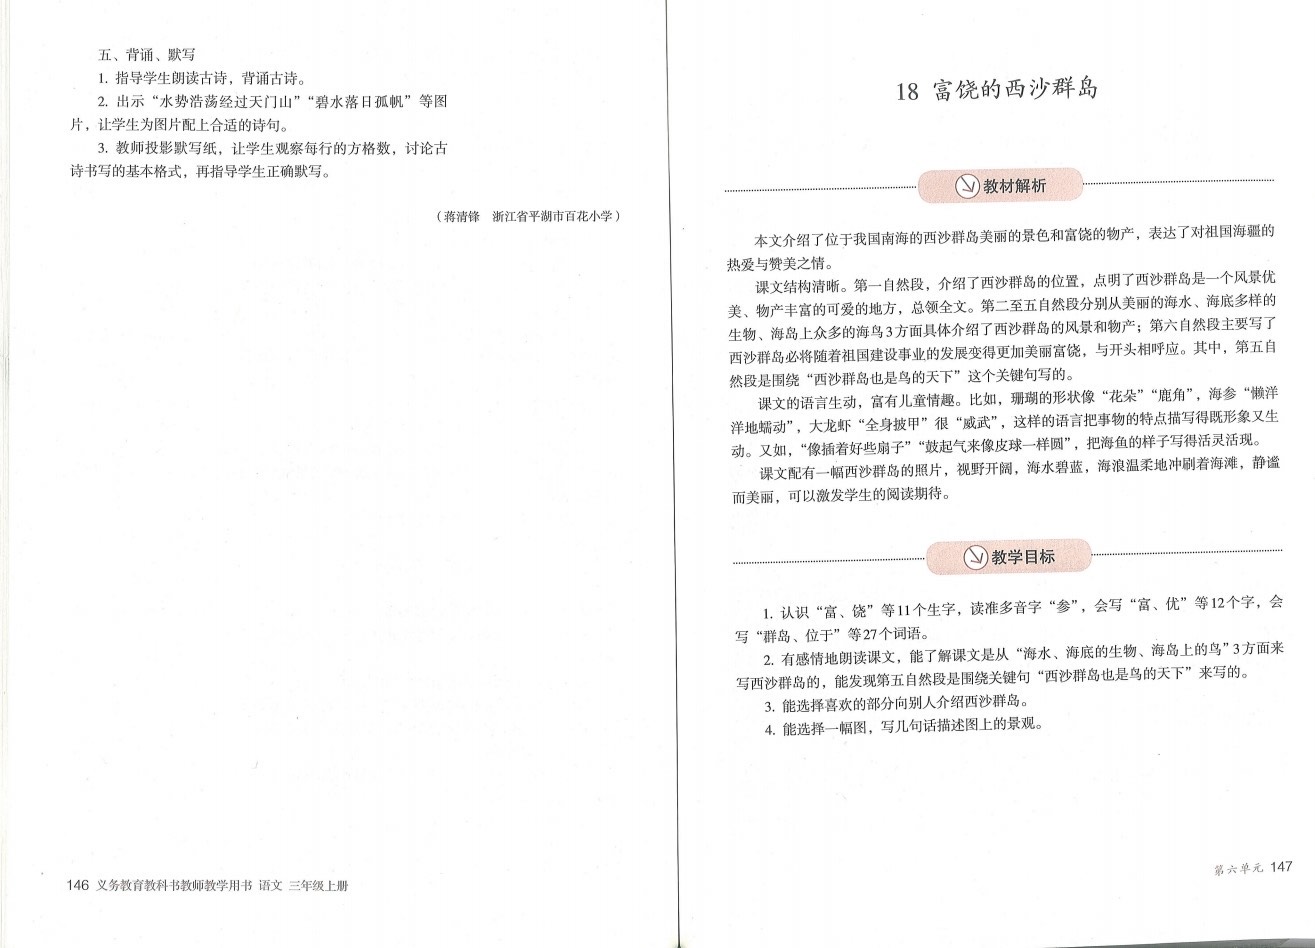 五、背诵、默写
1. 指导学生朗读古诗，背诵古诗。
2. 出示“水势浩荡经过天门山”“碧水落日孤帆”等图
片，让学生为图片配上合适的诗句。
3. 教师投影默写纸，让学生观察每行的方格数，讨论古
诗书写的基本格式，再指导学生正确默写。
（蒋清锋 浙江省平湖市百花小学）
146 义务教育教科书教师教学用书 语文 三年级上册
18 富饶的西沙群岛
教材解析
本文介绍了位于我国南海的西沙群岛美丽的景色和富饶的物产，表达了对祖国海疆的
热爱与赞美之情。
课文结构清晰。第一自然段，介绍了西沙群岛的位置，点明了西沙群岛是一个风景优
美、物产丰富的可爱的地方，总领全文。第二至五自然段分别从美丽的海水、海底多样的
生物、海岛上众多的海鸟3方面具体介绍了西沙群岛的风景和物产；第六自然段主要写了
西沙群岛必将随着祖国建设事业的发展变得更加美丽富饶，与开头相呼应。其中，第五自
然段是围绕“西沙群岛也是鸟的天下”这个关键句写的。
课文的语言生动，富有儿童情趣。比如，珊瑚的形状像“花朵”“鹿角”，海参“懒洋
洋地蠕动”，大龙虾“全身披甲”很“威武”，这样的语言把事物的特点描写得既形象又生
动。又如，“像插着好些扇子”“鼓起气来像皮球一样圆”，把海鱼的样子写得活灵活现。
课文配有一幅西沙群岛的照片，视野开阔，海水碧蓝，海浪温柔地冲刷着海滩，静谧
而美丽，可以激发学生的阅读期待。
教学目标
1. 认识“富、饶”等11个生字，读准多音字“参”，会写“富、优”等12个字，会
写“群岛、位于”等27个词语。
2. 有感情地朗读课文，能了解课文是从“海水、海底的生物、海岛上的鸟”3方面来
写西沙群岛的，能发现第五自然段是围绕关键句“西沙群岛也是鸟的天下”来写的。
3. 能选择喜欢的部分向别人介绍西沙群岛。
4. 能选择一幅图，写几句话描述图上的景观。
第六单元 147